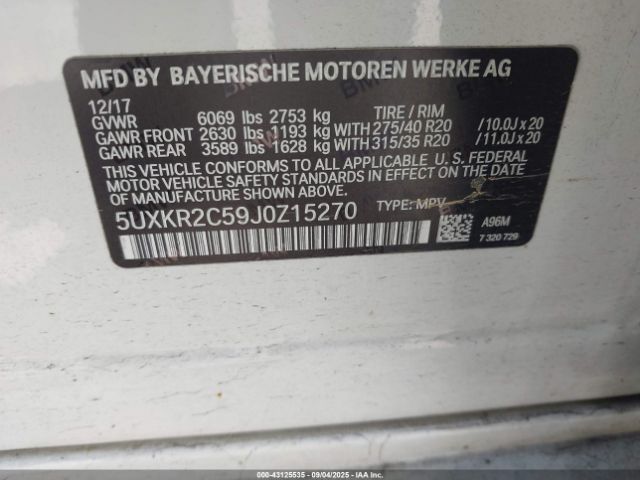 MFD BY BAYERISCHE MOTOREN WERKE AG
12/17 TIRE / RIM
GVWR 6069 lbs 2753 kg
GAWR FRONT 2630 lbs 1193 kg WITH 275/40 R20 / 10.0J x 20
GAWR REAR 3589 lbs 1628 kg WITH 315/35 R20 / 11.0J x 20
THIS VEHICLE CONFORMS TO ALL APPLICABLE U. S. FEDERAL
MOTOR VEHICLE SAFETY STANDARDS IN EFFECT ON THE DATE OF
MANUFACTURE SHOWN ABOVE.
5UXKR2C59J0Z15270 TYPE: MPV A96M
7 320 729
000-43125535 - 09/04/2025 - IAA Inc.